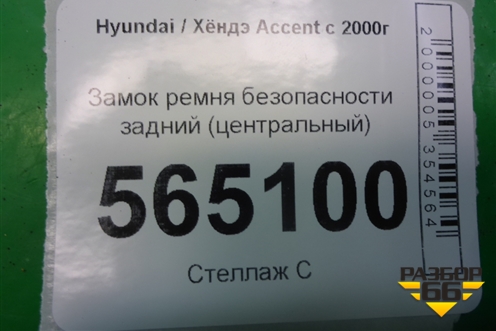 Hyundai / Хёндэ Accent с 2000г
Замок ремня безопасности
задний (центральный)
565100
Стеллаж С
2000005354564
РАЗБОР
66